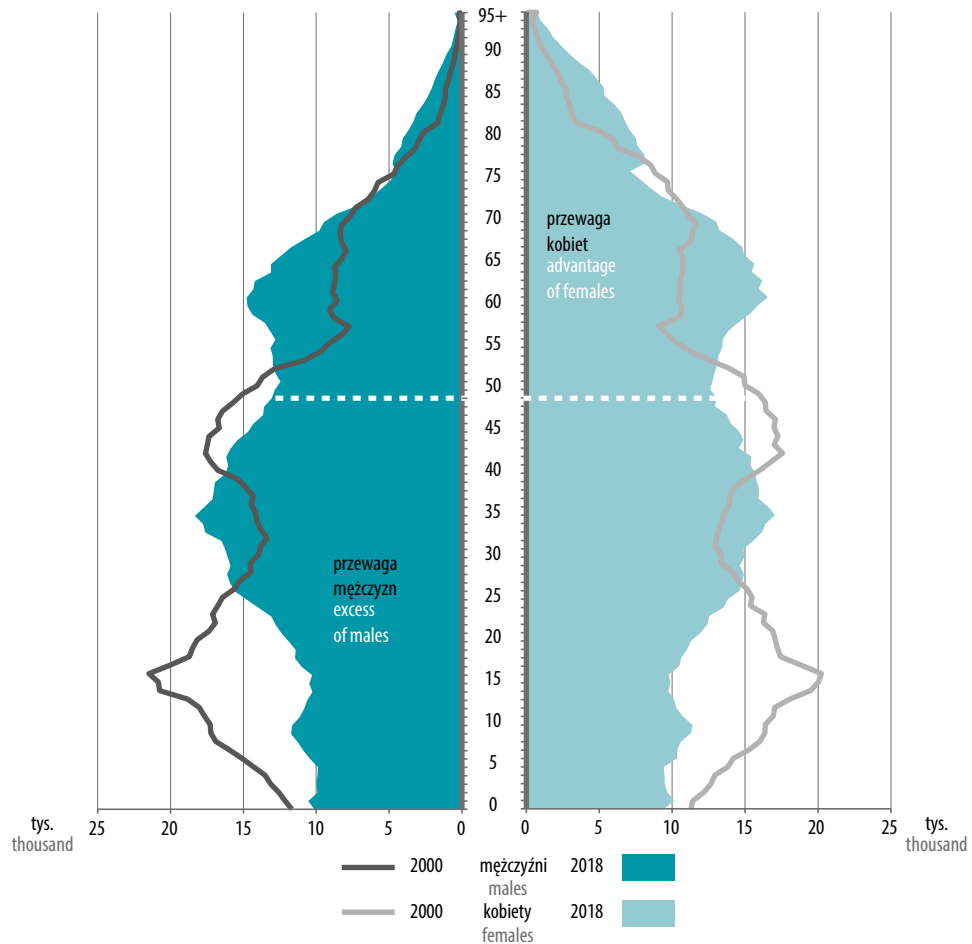 95+
90
85
80
75
70
65
60
55
50
45
40
35
30
25
20
15
10
5
0
przewaga
kobiet
advantage
of females
przewaga
mężczyzn
excess
of males
25 20 15 10 5 0 0 5 10 15 20 25
tys. tys.
thousand thousand
2000 mężczyźni 2018
males
2000 kobiety 2018
females